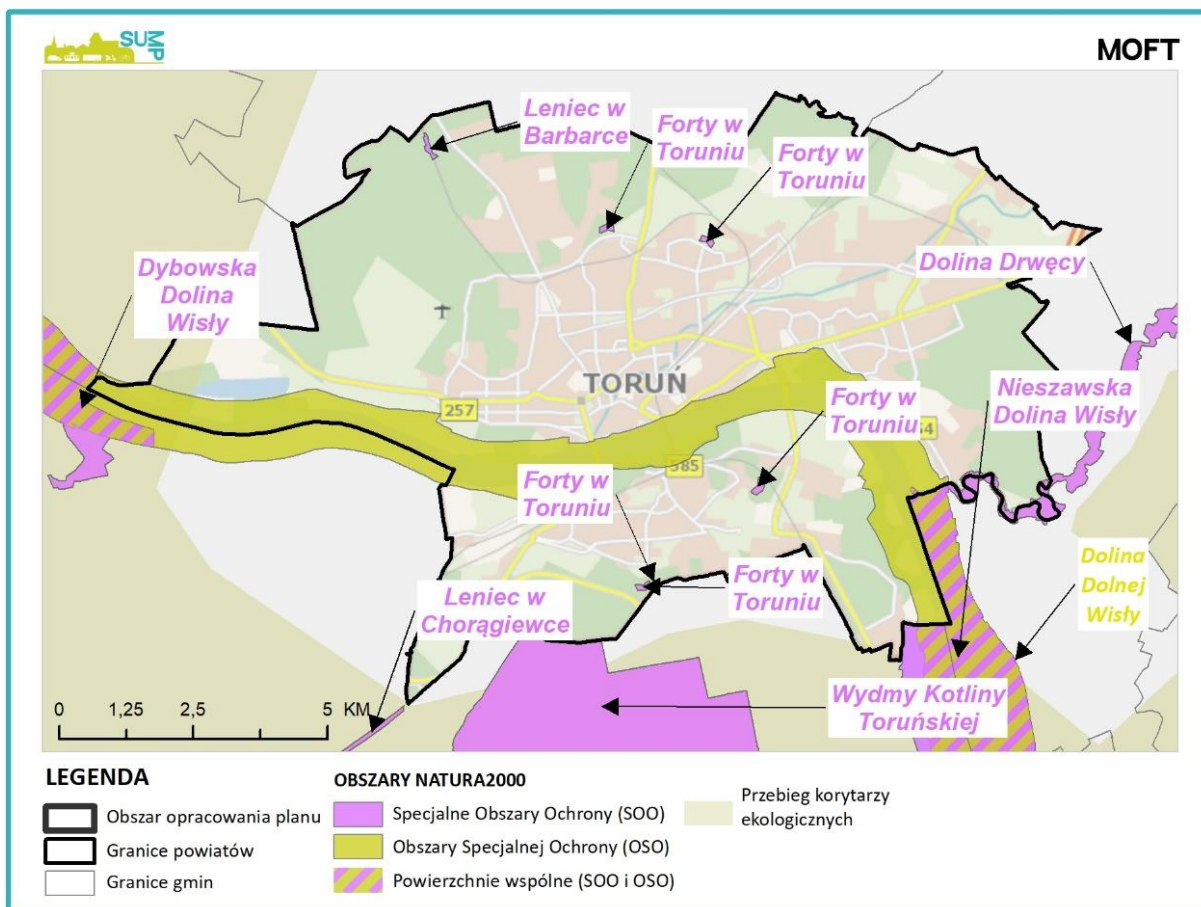 SUMP
MOFT
Leniec w
Barbarce
Forty w
Toruniu
Forty w
Toruniu
Dybowska
Dolina
Wisły
Dolina Drwęcy
TORUŃ
257
Forty w
Toruniu
Nieszawska
Dolina Wisły
585
Forty w
Toruniu
Leniec w
Chorągiewce
Forty w
Toruniu
Dolina
Dolnej
Wisły
Wydmy Kotliny
Toruńskiej
0 1,25 2,5 5 KM
LEGENDA
Obszar opracowania planu
Granice powiatów
Granice gmin
OBSZARY NATURA2000
Specjalne Obszary Ochrony (SOO)
Obszary Specjalnej Ochrony (OSO)
Powierzchnie wspólne (SOO i OSO)
Przebieg korytarzy
ekologicznych